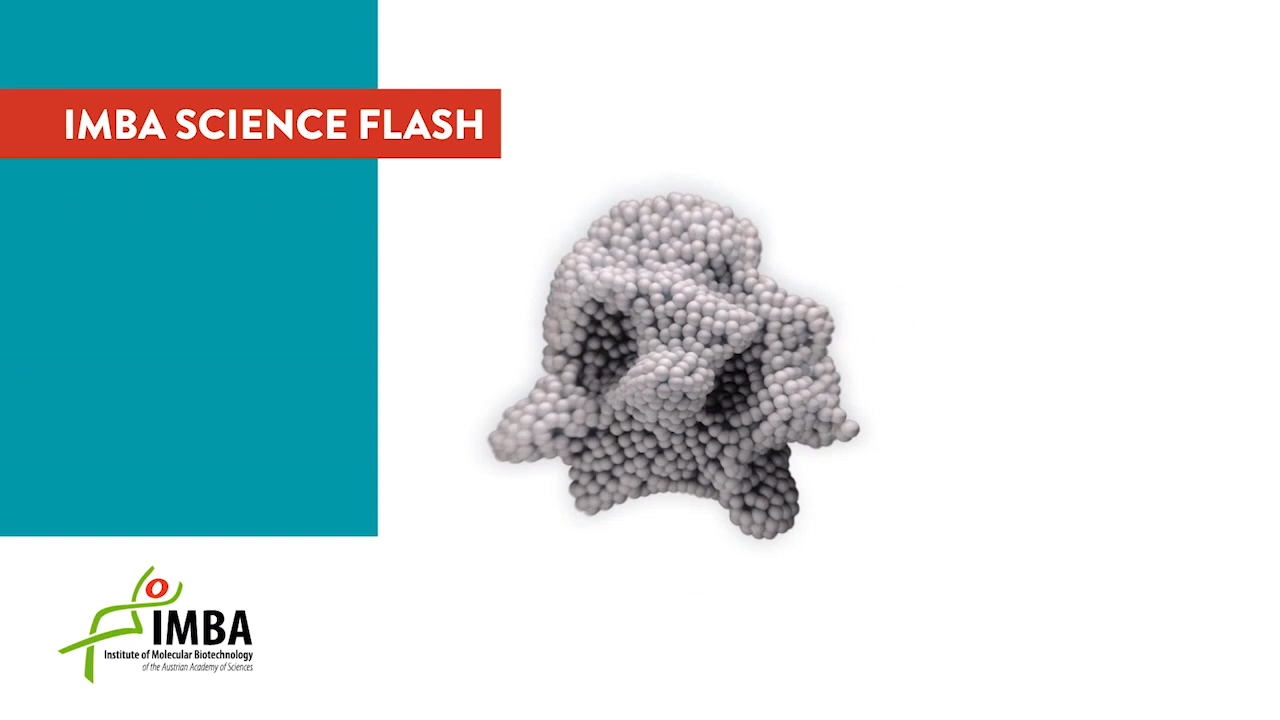 IMBA SCIENCE FLASH
IMBA
Institute of Molecular Biotechnology
of the Austrian Academy of Sciences